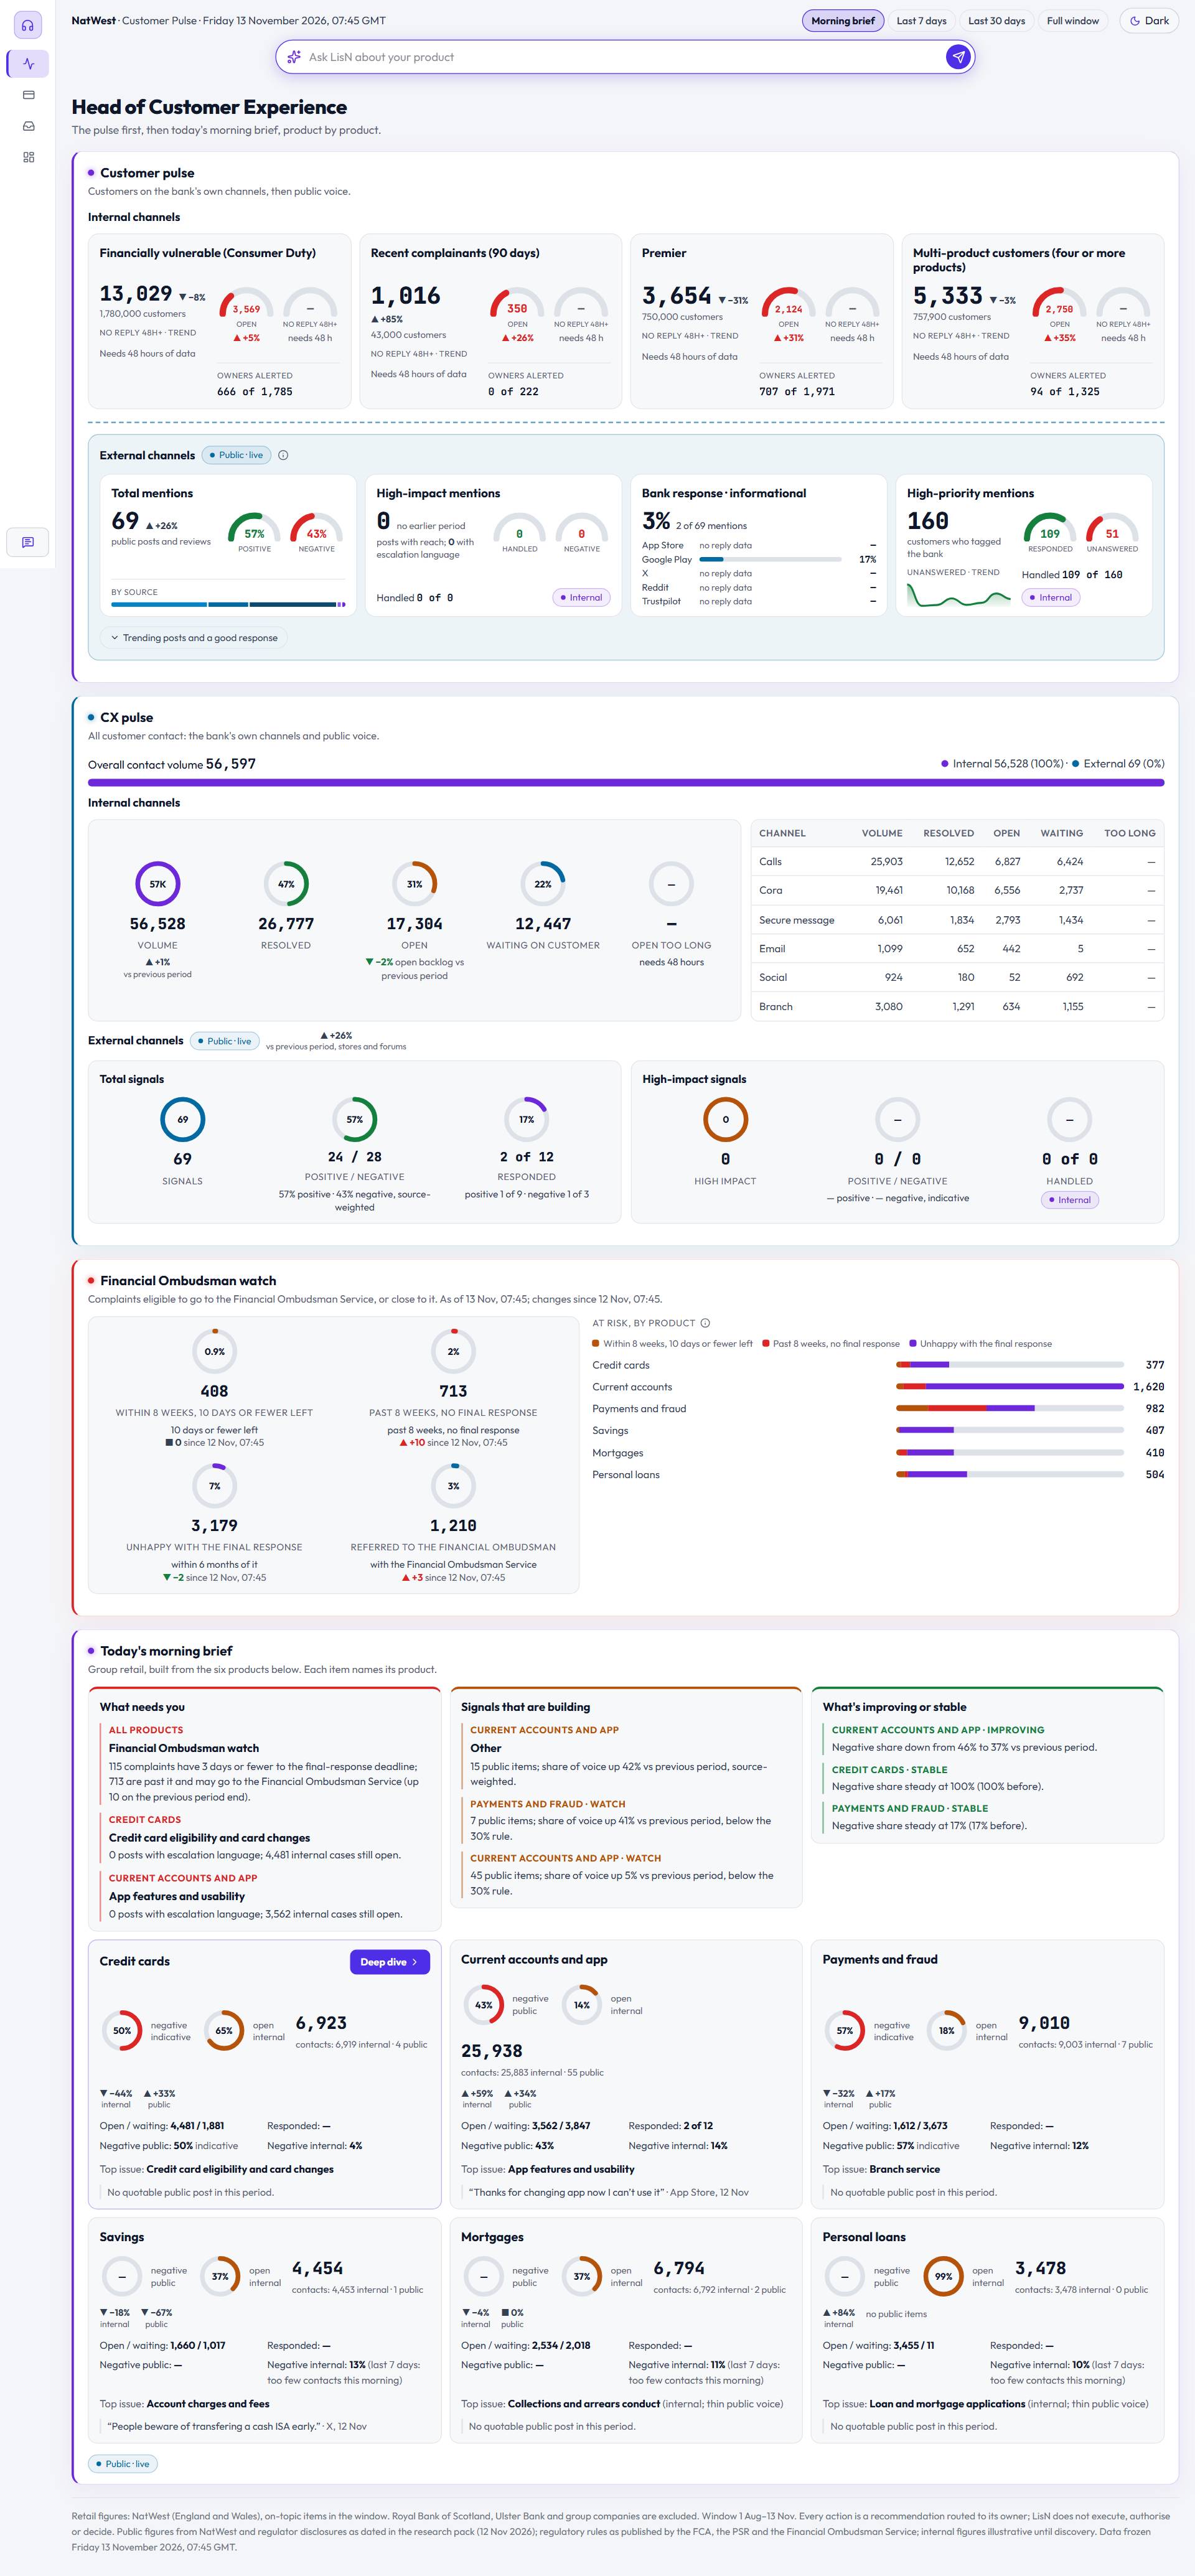 NatWest · Customer Pulse · Friday 13 November 2026, 07:45 GMT
Morning brief
Last 7 days
Last 30 days
Full window
Dark
Ask LisN about your product
Head of Customer Experience
The pulse first, then today's morning brief, product by product.
Customer pulse
Customers on the bank's own channels, then public voice.
Internal channels
Financially vulnerable (Consumer Duty)
13,029 ▼ −8%
1,780,000 customers
NO REPLY 48H+ · TREND
Needs 48 hours of data
3,569
OPEN
▲ +5%
–
NO REPLY 48H+
needs 48 h
OWNERS ALERTED
666 of 1,785
Recent complainants (90 days)
1,016
▲ +85%
43,000 customers
NO REPLY 48H+ · TREND
Needs 48 hours of data
350
OPEN
▲ +26%
–
NO REPLY 48H+
needs 48 h
OWNERS ALERTED
0 of 222
Premier
3,654 ▼ −31%
750,000 customers
NO REPLY 48H+ · TREND
Needs 48 hours of data
2,124
OPEN
▲ +31%
–
NO REPLY 48H+
needs 48 h
OWNERS ALERTED
707 of 1,971
Multi-product customers (four or more
products)
5,333 ▼ −3%
757,900 customers
NO REPLY 48H+ · TREND
Needs 48 hours of data
2,750
OPEN
▲ +35%
–
NO REPLY 48H+
needs 48 h
OWNERS ALERTED
94 of 1,325
External channels
Public · live
Total mentions
69 ▲ +26%
public posts and reviews
57%
POSITIVE
43%
NEGATIVE
BY SOURCE
High-impact mentions
0 no earlier period
posts with reach; 0 with
escalation language
0
HANDLED
0
NEGATIVE
Handled 0 of 0
Internal
Bank response · informational
3% 2 of 69 mentions
App Store no reply data –
Google Play 17%
X no reply data –
Reddit no reply data –
Trustpilot no reply data –
High-priority mentions
160
customers who tagged
the bank
UNANSWERED · TREND
109
RESPONDED
51
UNANSWERED
Handled 109 of 160
Internal
Trending posts and a good response
CX pulse
All customer contact: the bank's own channels and public voice.
Overall contact volume 56,597
Internal 56,528 (100%) · External 69 (0%)
Internal channels
57K
56,528
VOLUME
▲ +1%
vs previous period
47%
26,777
RESOLVED
31%
17,304
OPEN
▼ −2% open backlog vs
previous period
22%
12,447
WAITING ON CUSTOMER
–
–
OPEN TOO LONG
needs 48 hours
CHANNEL VOLUME RESOLVED OPEN WAITING TOO LONG
Calls 25,903 12,652 6,827 6,424 –
Cora 19,461 10,168 6,556 2,737 –
Secure message 6,061 1,834 2,793 1,434 –
Email 1,099 652 442 5 –
Social 924 180 52 692 –
Branch 3,080 1,291 634 1,155 –
External channels
Public · live
▲ +26%
vs previous period, stores and forums
Total signals
69
69
SIGNALS
57%
24 / 28
POSITIVE / NEGATIVE
57% positive · 43% negative, source-
weighted
17%
2 of 12
RESPONDED
positive 1 of 9 · negative 1 of 3
High-impact signals
0
0
HIGH IMPACT
–
0 / 0
POSITIVE / NEGATIVE
— positive · — negative, indicative
–
0 of 0
HANDLED
Internal
Financial Ombudsman watch
Complaints eligible to go to the Financial Ombudsman Service, or close to it. As of 13 Nov, 07:45; changes since 12 Nov, 07:45.
0.9%
408
WITHIN 8 WEEKS, 10 DAYS OR FEWER LEFT
10 days or fewer left
■ 0 since 12 Nov, 07:45
2%
713
PAST 8 WEEKS, NO FINAL RESPONSE
past 8 weeks, no final response
▲ +10 since 12 Nov, 07:45
7%
3,179
UNHAPPY WITH THE FINAL RESPONSE
within 6 months of it
▼ −2 since 12 Nov, 07:45
3%
1,210
REFERRED TO THE FINANCIAL OMBUDSMAN
with the Financial Ombudsman Service
▲ +3 since 12 Nov, 07:45
AT RISK, BY PRODUCT
Within 8 weeks, 10 days or fewer left Past 8 weeks, no final response Unhappy with the final response
Credit cards 377
Current accounts 1,620
Payments and fraud 982
Savings 407
Mortgages 410
Personal loans 504
Today's morning brief
Group retail, built from the six products below. Each item names its product.
What needs you
ALL PRODUCTS
Financial Ombudsman watch
115 complaints have 3 days or fewer to the final-response deadline;
713 are past it and may go to the Financial Ombudsman Service (up
10 on the previous period end).
CREDIT CARDS
Credit card eligibility and card changes
0 posts with escalation language; 4,481 internal cases still open.
CURRENT ACCOUNTS AND APP
App features and usability
0 posts with escalation language; 3,562 internal cases still open.
Signals that are building
CURRENT ACCOUNTS AND APP
Other
15 public items; share of voice up 42% vs previous period, source-
weighted.
PAYMENTS AND FRAUD · WATCH
7 public items; share of voice up 41% vs previous period, below the
30% rule.
CURRENT ACCOUNTS AND APP · WATCH
45 public items; share of voice up 5% vs previous period, below the
30% rule.
What's improving or stable
CURRENT ACCOUNTS AND APP · IMPROVING
Negative share down from 46% to 37% vs previous period.
CREDIT CARDS · STABLE
Negative share steady at 100% (100% before).
PAYMENTS AND FRAUD · STABLE
Negative share steady at 17% (17% before).
Credit cards
Deep dive
50%
negative
indicative
65%
open
internal
6,923
contacts: 6,919 internal · 4 public
▼ −44%
internal
▲ +33%
public
Open / waiting: 4,481 / 1,881
Responded: —
Negative public: 50% indicative
Negative internal: 4%
Top issue: Credit card eligibility and card changes
No quotable public post in this period.
Current accounts and app
43%
negative
public
14%
open
internal
25,938
contacts: 25,883 internal · 55 public
▲ +59%
internal
▲ +34%
public
Open / waiting: 3,562 / 3,847
Responded: 2 of 12
Negative public: 43%
Negative internal: 14%
Top issue: App features and usability
“Thanks for changing app now I can’t use it” · App Store, 12 Nov
Payments and fraud
57%
negative
indicative
18%
open
internal
9,010
contacts: 9,003 internal · 7 public
▼ −32%
internal
▲ +17%
public
Open / waiting: 1,612 / 3,673
Responded: —
Negative public: 57% indicative
Negative internal: 12%
Top issue: Branch service
No quotable public post in this period.
Savings
–
negative
public
37%
open
internal
4,454
contacts: 4,453 internal · 1 public
▼ −18%
internal
▼ −67%
public
Open / waiting: 1,660 / 1,017
Responded: —
Negative public: —
Negative internal: 13% (last 7 days:
too few contacts this morning)
Top issue: Account charges and fees
“People beware of transfering a cash ISA early.” · X, 12 Nov
Mortgages
–
negative
public
37%
open
internal
6,794
contacts: 6,792 internal · 2 public
▼ −4%
internal
■ 0%
public
Open / waiting: 2,534 / 2,018
Responded: —
Negative public: —
Negative internal: 11% (last 7 days:
too few contacts this morning)
Top issue: Collections and arrears conduct (internal; thin public voice)
No quotable public post in this period.
Personal loans
–
negative
public
99%
open
internal
3,478
contacts: 3,478 internal · 0 public
▲ +84%
internal
no public items
Open / waiting: 3,455 / 11
Responded: —
Negative public: —
Negative internal: 10% (last 7 days:
too few contacts this morning)
Top issue: Loan and mortgage applications (internal; thin public voice)
No quotable public post in this period.
Public · live
Retail figures: NatWest (England and Wales), on-topic items in the window. Royal Bank of Scotland, Ulster Bank and group companies are excluded. Window 1 Aug–13 Nov. Every action is a recommendation routed to its owner; LisN does not execute, authorise
or decide. Public figures from NatWest and regulator disclosures as dated in the research pack (12 Nov 2026); regulatory rules as published by the FCA, the PSR and the Financial Ombudsman Service; internal figures illustrative until discovery. Data frozen
Friday 13 November 2026, 07:45 GMT.